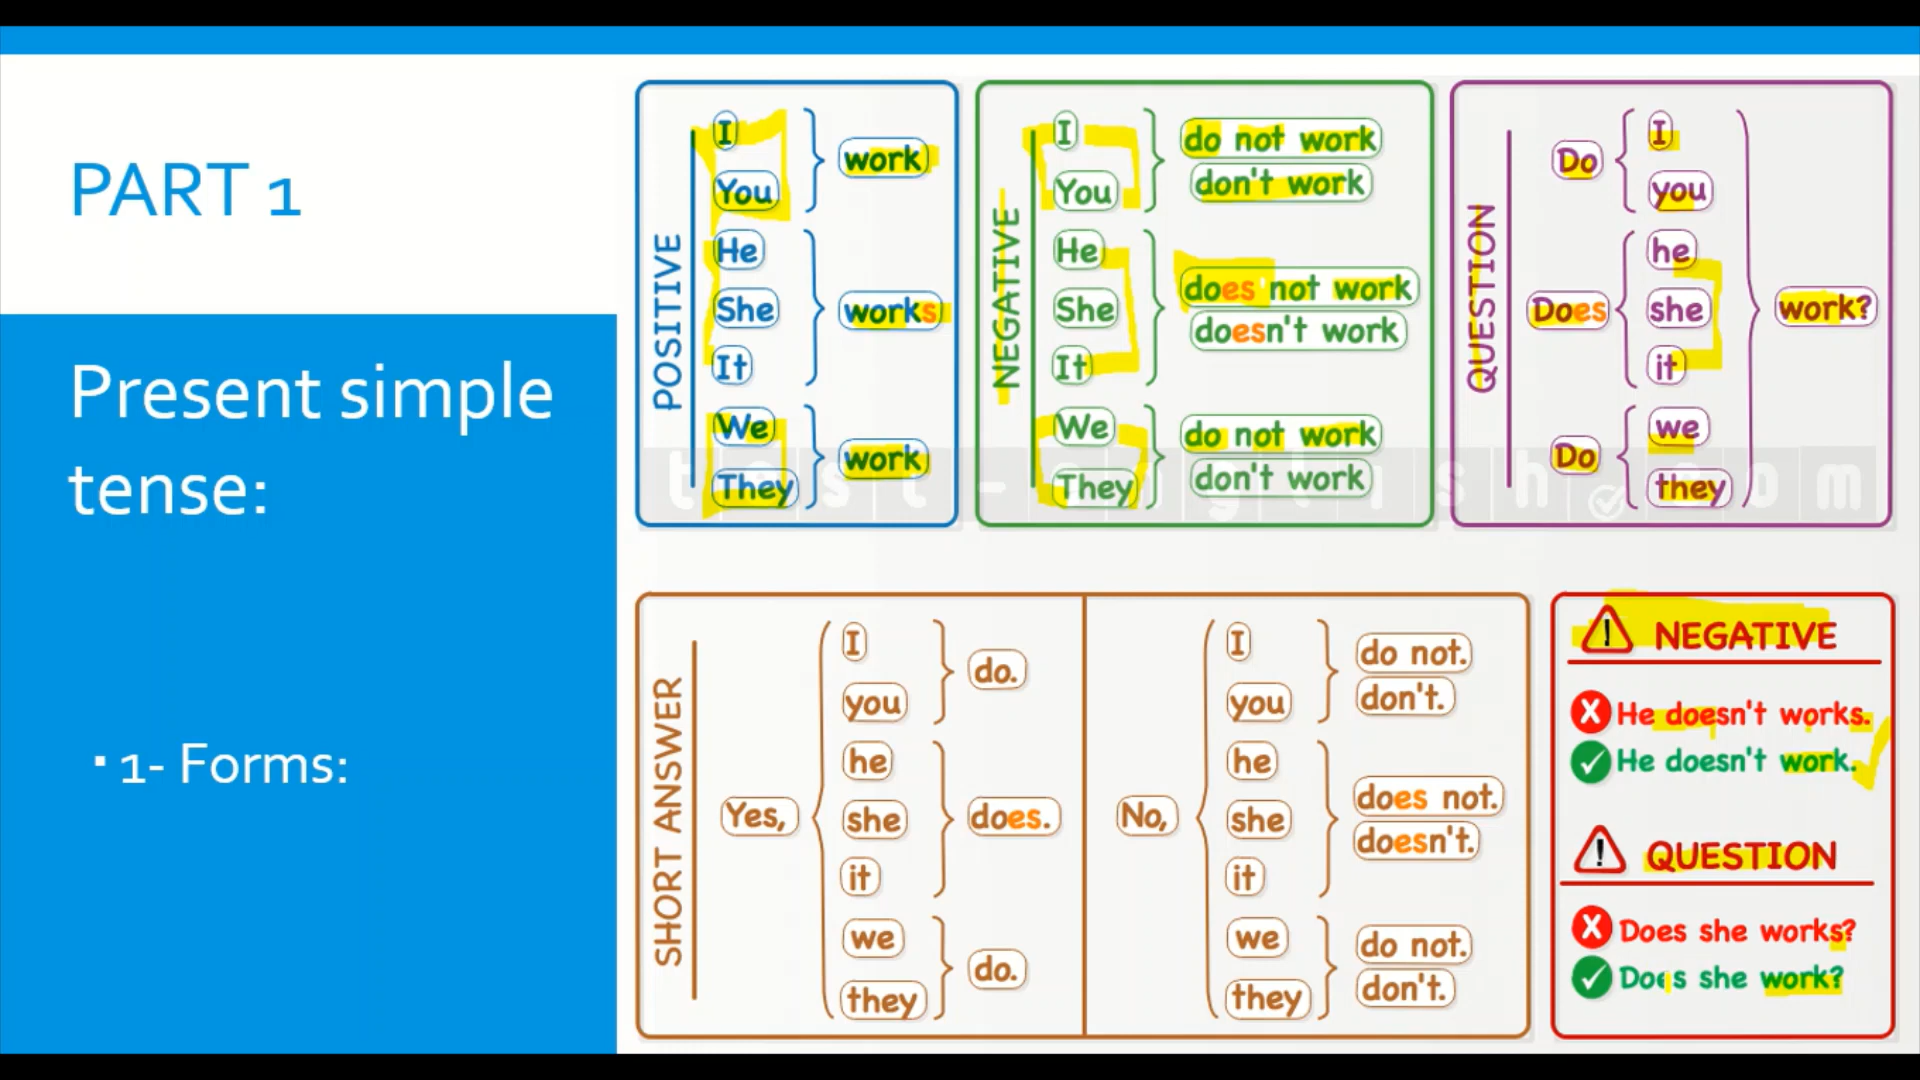 PART 1
Present simple
tense:
▪ 1- Forms:
POSITIVE
I
You
work
He
She
It
works
We
They
work
NEGATIVE
I
You
do not work
don't work
He
She
It
does not work
doesn't work
We
They
do not work
don't work
QUESTION
Do
I
you
Does
he
she
it
Do
we
they
work?
test-english.com
SHORT ANSWER
Yes,
I
you
do.
he
she
it
does.
we
they
do.
No,
I
you
do not.
don't.
he
she
it
does not.
doesn't.
we
they
do not.
don't.
NEGATIVE
He doesn't works.
He doesn't work.
QUESTION
Does she works?
Does she work?